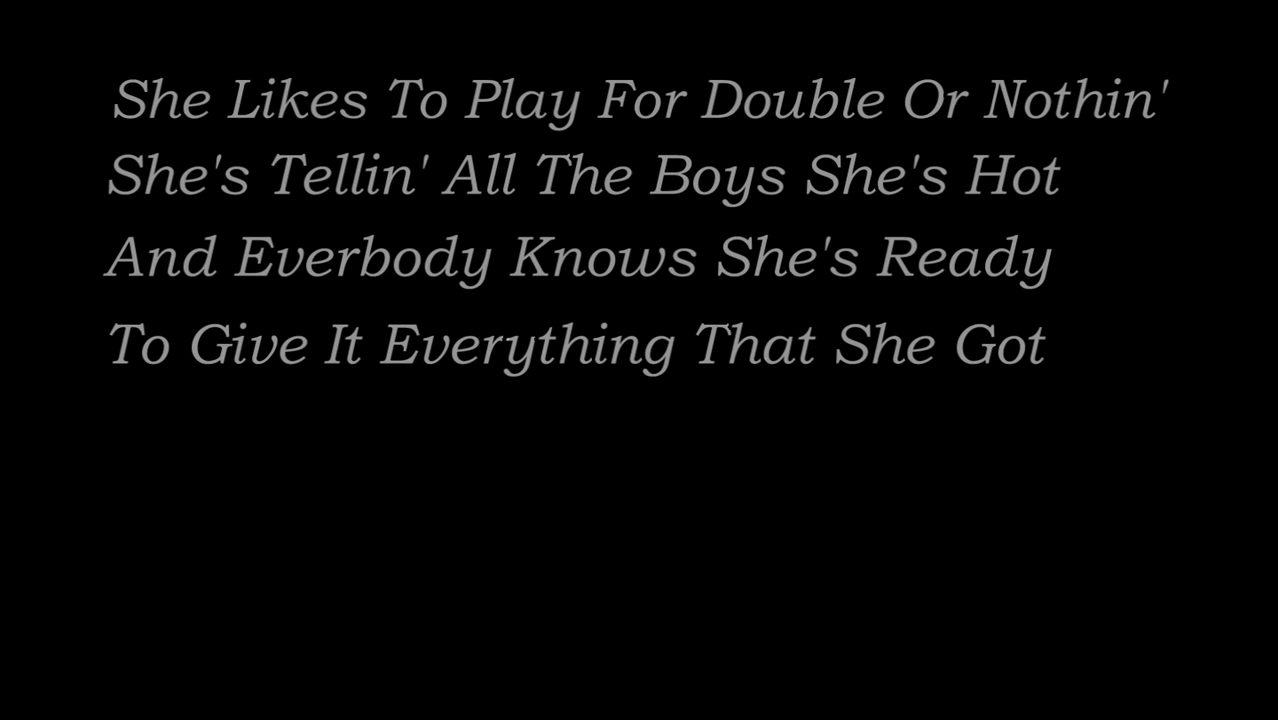 She Likes To Play For Double Or Nothin'
She's Tellin' All The Boys She's Hot
And Everbody Knows She's Ready
To Give It Everything That She Got